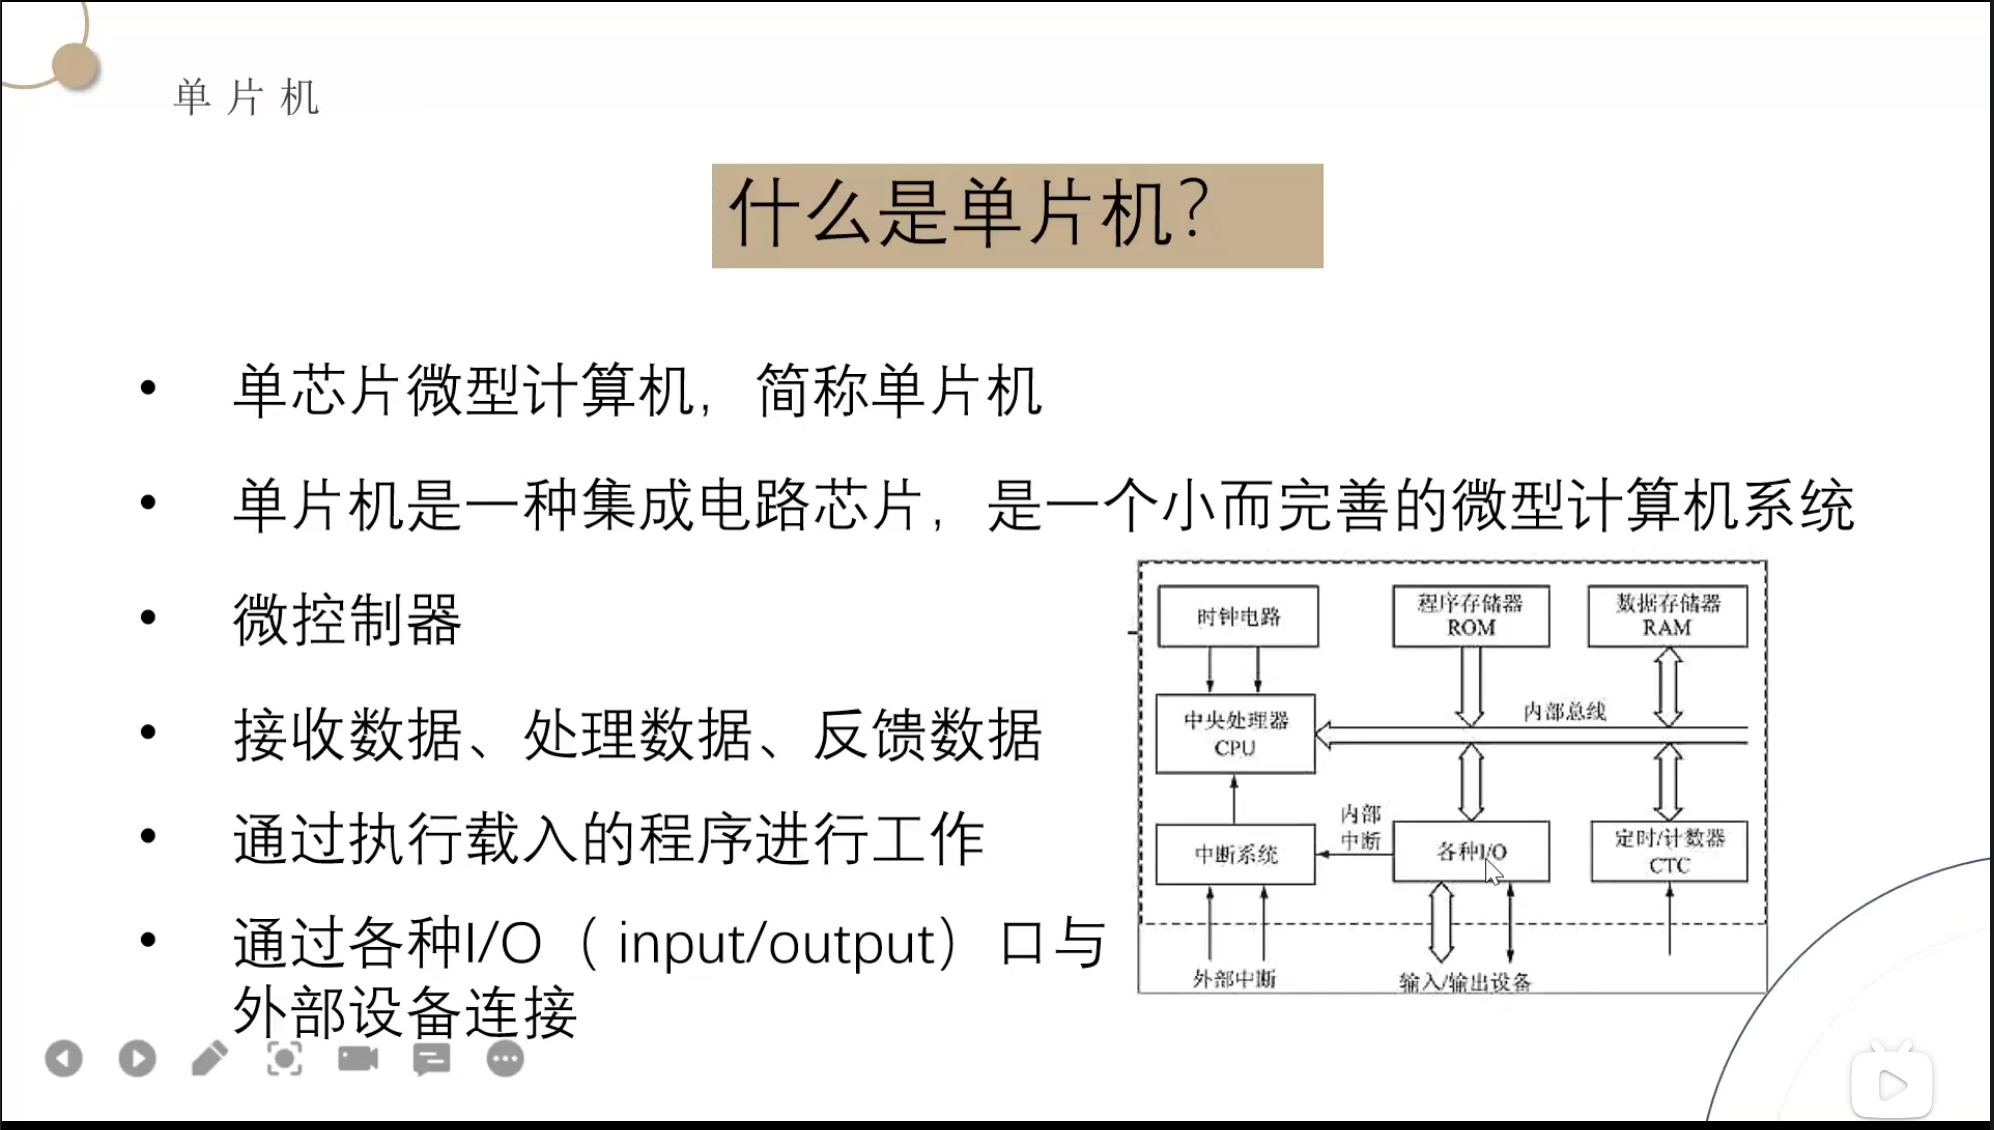 单片机
什么是单片机？
• 单芯片微型计算机，简称单片机
• 单片机是一种集成电路芯片，是一个小而完善的微型计算机系统
• 微控制器
• 接收数据、处理数据、反馈数据
• 通过执行载入的程序进行工作
• 通过各种I/O（ input/output）口与
外部设备连接
时钟电路
程序存储器
ROM
数据存储器
RAM
内部总线
中央处理器
CPU
内部
中断
中断系统
各种I/O
定时/计数器
CTC
外部中断
输入/输出设备